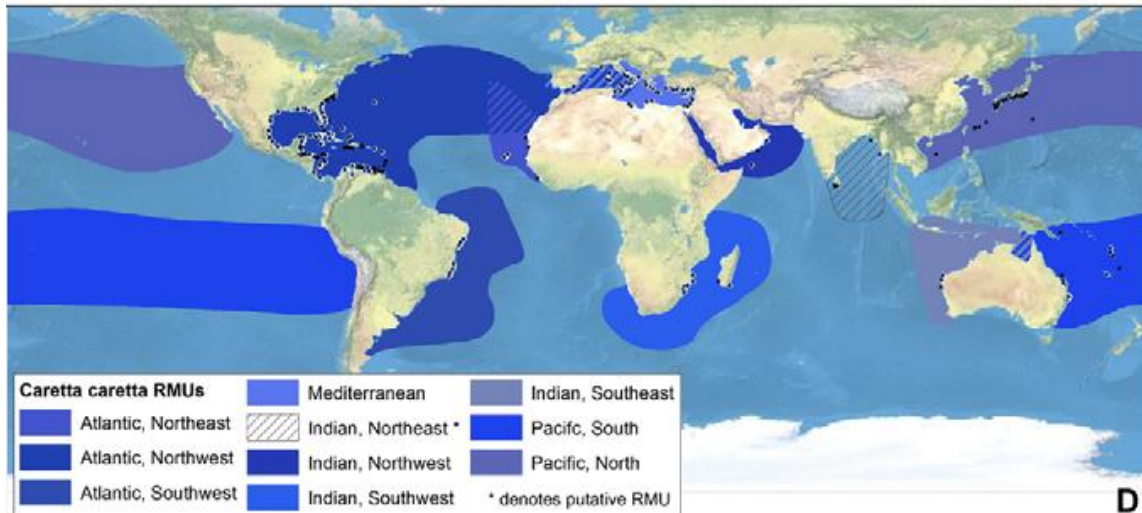 Caretta caretta RMUs
Atlantic, Northeast
Atlantic, Northwest
Atlantic, Southwest
Mediterranean
Indian, Northeast *
Indian, Northwest
Indian, Southwest
Indian, Southeast
Pacifc, South
Pacific, North
* denotes putative RMU
D